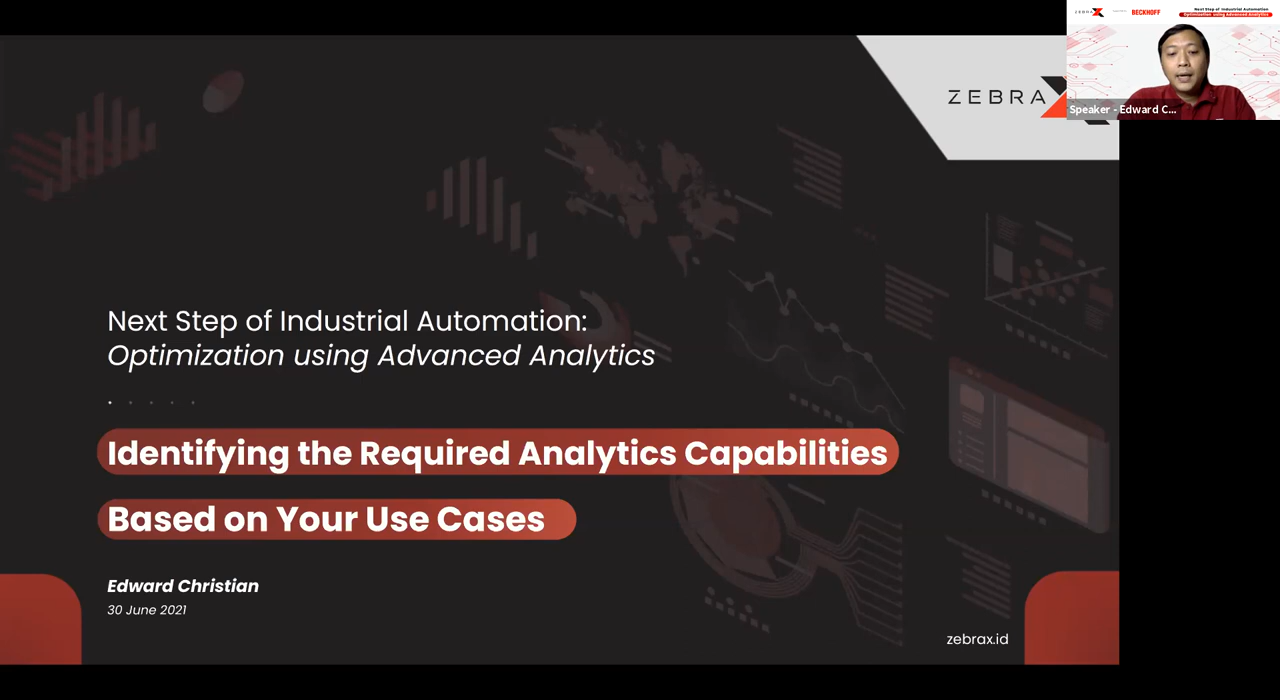 ZEBRA X
BECKHOFF
Next Step of Industrial Automation
Optimization using Advanced Analytics
Speaker - Edward C...
ZEBRA
Next Step of Industrial Automation:
Optimization using Advanced Analytics
Identifying the Required Analytics Capabilities
Based on Your Use Cases
Edward Christian
30 June 2021
zebrax.id